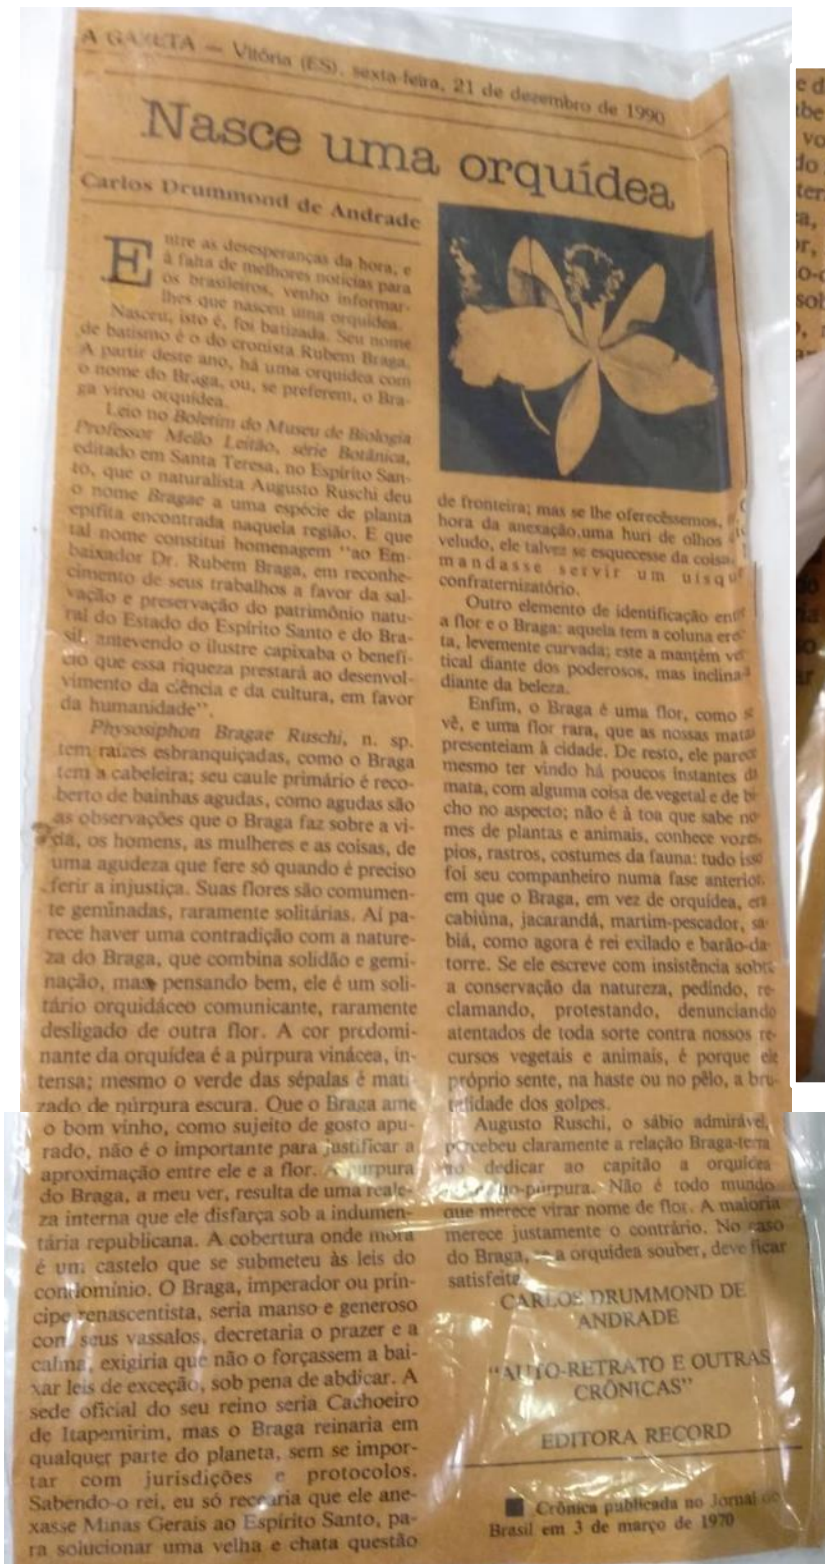 A GAZETA — Vitória (ES), sexta-feira, 21 de dezembro de 1990
Nasce uma orquídea
Carlos Drummond de Andrade
Entre as desesperanças da hora, e
à falta de melhores notícias para
os brasileiros, venho informar-
lhes que nasceu uma orquídea.
Nasceu, isto é, foi batizada. Seu nome
de batismo é o do cronista Rubem Braga.
A partir deste ano, há uma orquídea com
o nome do Braga, ou, se preferem, o Bra-
ga virou orquídea.
Leio no Boletim do Museu de Biologia
Professor Mello Leitão, série Botânica,
editado em Santa Teresa, no Espírito San-
to, que o naturalista Augusto Ruschi deu
o nome Bragae a uma espécie de planta
epífita encontrada naquela região. E que
tal nome constitui homenagem "ao Em-
baixador Dr. Rubem Braga, em reconhe-
cimento de seus trabalhos a favor da sal-
vação e preservação do patrimônio natu-
ral do Estado do Espírito Santo e do Bra-
sil, antevendo o ilustre capixaba o benefí-
cio que essa riqueza prestará ao desenvol-
vimento da ciência e da cultura, em favor
da humanidade".
Physosiphon Bragae Ruschi, n. sp.
tem raízes esbranquiçadas, como o Braga
tem a cabeleira; seu caule primário é reco-
berto de bainhas agudas, como agudas são
as observações que o Braga faz sobre a vi-
da, os homens, as mulheres e as coisas, de
uma agudeza que fere só quando é preciso
ferir a injustiça. Suas flores são comumen-
te geminadas, raramente solitárias. Aí pa-
rece haver uma contradição com a nature-
za do Braga, que combina solidão e gemi-
nação, mas pensando bem, ele é um soli-
tário orquidáceo comunicante, raramente
desligado de outra flor. A cor predomi-
nante da orquídea é a púrpura vinácea, in-
tensa; mesmo o verde das sépalas é mati-
zado de púrpura escura. Que o Braga ame
o bom vinho, como sujeito de gosto apu-
rado, não é o importante para justificar a
aproximação entre ele e a flor. A púrpura
do Braga, a meu ver, resulta de uma reale-
za interna que ele disfarça sob a indumen-
tária republicana. A cobertura onde mora
é um castelo que se submeteu às leis do
condomínio. O Braga, imperador ou prín-
cipe renascentista, seria manso e generoso
com seus vassalos, decretaria o prazer e a
calma, exigiria que não o forçassem a bai-
xar leis de exceção, sob pena de abdicar. A
sede oficial do seu reino seria Cachoeiro
de Itapemirim, mas o Braga reinaria em
qualquer parte do planeta, sem se impor-
tar com jurisdições e protocolos.
Sabendo-o rei, eu só recearia que ele ane-
xasse Minas Gerais ao Espírito Santo, pa-
ra solucionar uma velha e chata questão
de fronteira; mas se lhe oferecêssemos,
hora da anexação, uma huri de olhos
veludo, ele talvez se esquecesse da coisa,
mandasse servir um uísque
confraternizatório.
Outro elemento de identificação entre
a flor e o Braga: aquela tem a coluna ere-
ta, levemente curvada; este a mantém ver-
tical diante dos poderosos, mas inclina-a
diante da beleza.
Enfim, o Braga é uma flor, como se
vê, e uma flor rara, que as nossas matas
presenteiam à cidade. De resto, ele parece
mesmo ter vindo há poucos instantes da
mata, com alguma coisa de vegetal e de bi-
cho no aspecto; não é à toa que sabe no-
mes de plantas e animais, conhece vozes,
pios, rastros, costumes da fauna: tudo isso
foi seu companheiro numa fase anterior,
em que o Braga, em vez de orquídea, era
cabiúna, jacarandá, martim-pescador, sa-
biá, como agora é rei exilado e barão-da-
torre. Se ele escreve com insistência sobre
a conservação da natureza, pedindo, re-
clamando, protestando, denunciando
atentados de toda sorte contra nossos re-
cursos vegetais e animais, é porque ele
próprio sente, na haste ou no pêlo, a bru-
talidade dos golpes.
Augusto Ruschi, o sábio admirável,
percebeu claramente a relação Braga-terra
ao dedicar ao capitão a orquídea
-púrpura. Não é todo mundo
que merece virar nome de flor. A maioria
merece justamente o contrário. No caso
do Braga, se a orquídea souber, deve ficar
satisfeita.
CARLOS DRUMMOND DE
ANDRADE
"AUTO-RETRATO E OUTRAS
CRÔNICAS"
EDITORA RECORD
■ Crônica publicada no Jornal do
Brasil em 3 de março de 1970